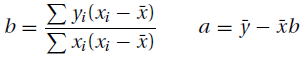 b = ∑ yᵢ(xᵢ − x̄) / ∑ xᵢ(xᵢ − x̄)    a = ȳ − x̄b